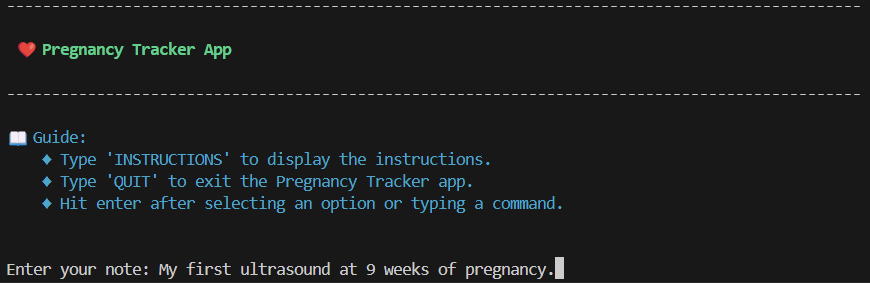 --------------------------------------------------------------------------------------------
❤️ Pregnancy Tracker App
--------------------------------------------------------------------------------------------
📖 Guide:
♦ Type 'INSTRUCTIONS' to display the instructions.
♦ Type 'QUIT' to exit the Pregnancy Tracker app.
♦ Hit enter after selecting an option or typing a command.
Enter your note: My first ultrasound at 9 weeks of pregnancy.